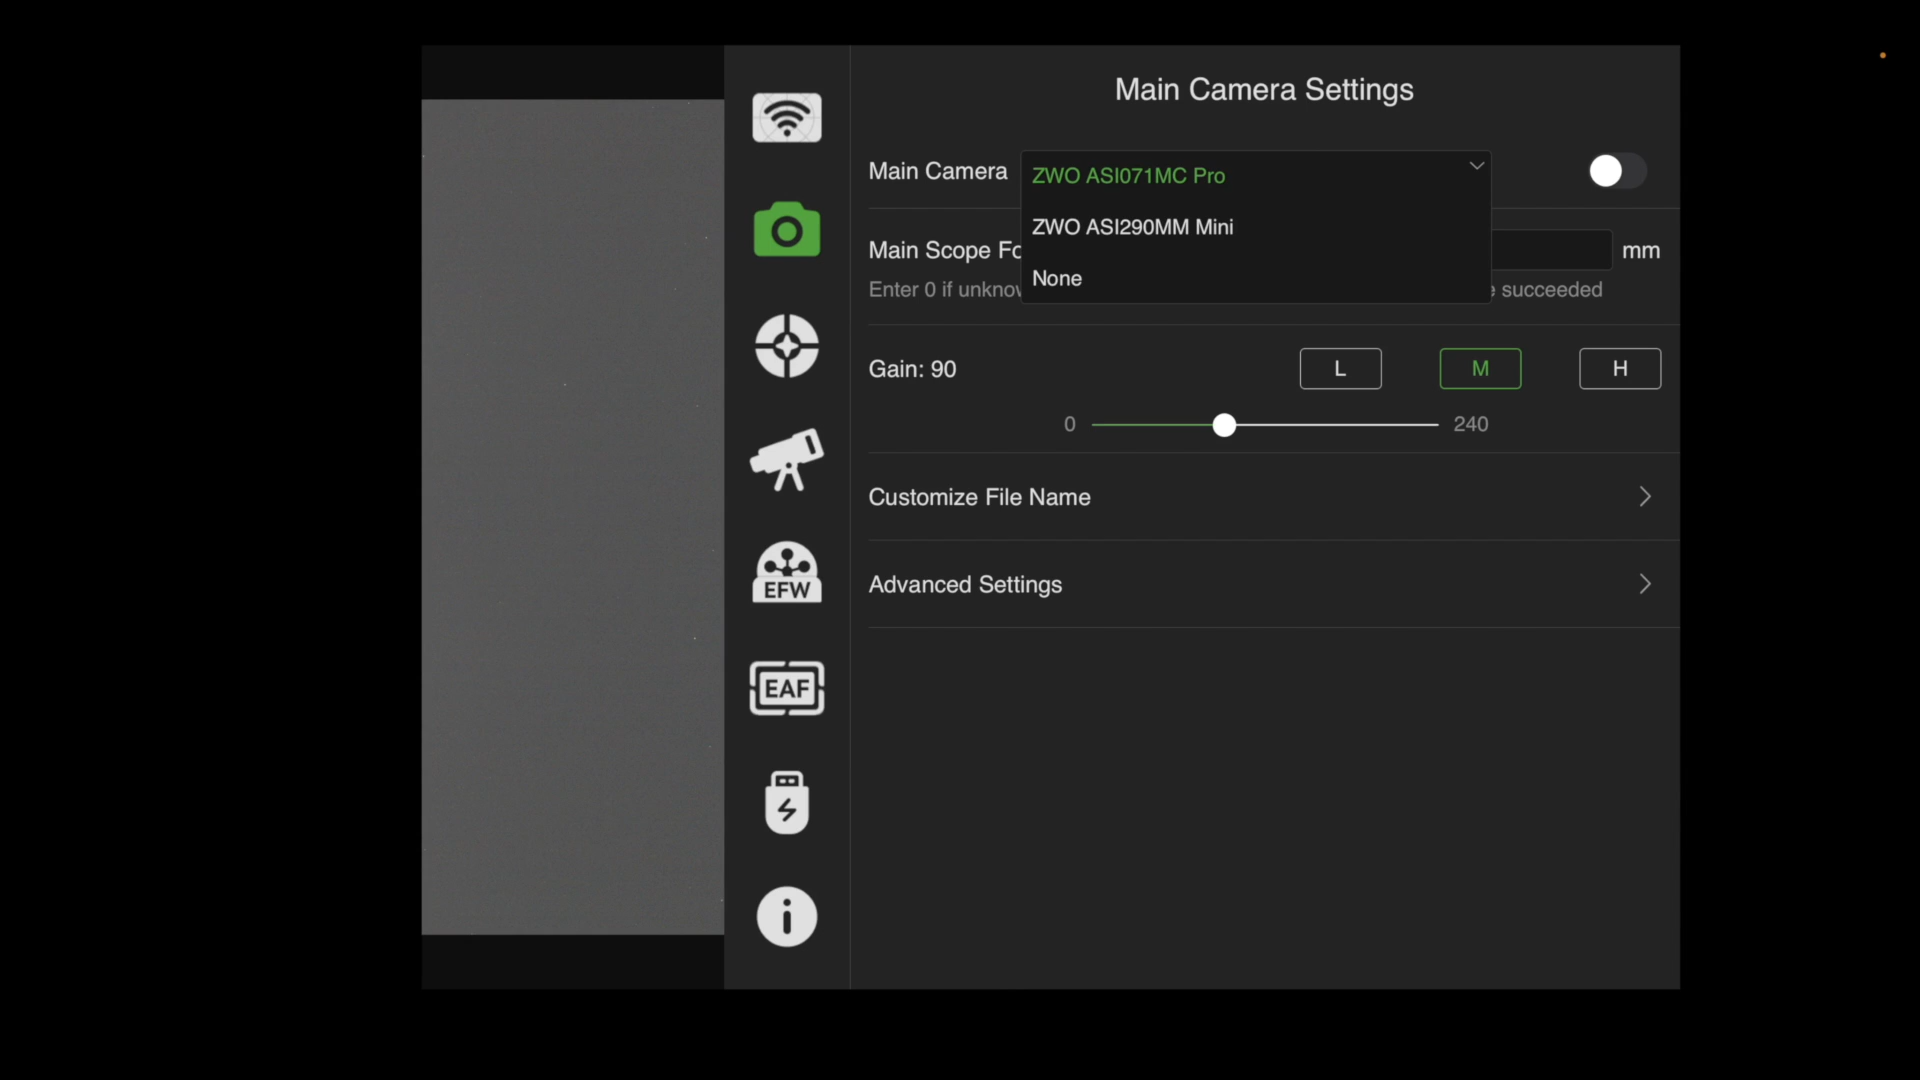 Main Camera Settings
Main Camera
ZWO ASI071MC Pro
ZWO ASI290MM Mini
None
Main Scope Fo
mm
Enter 0 if unknow
succeeded
Gain: 90
L
M
H
0
240
Customize File Name
Advanced Settings
EFW
EAF